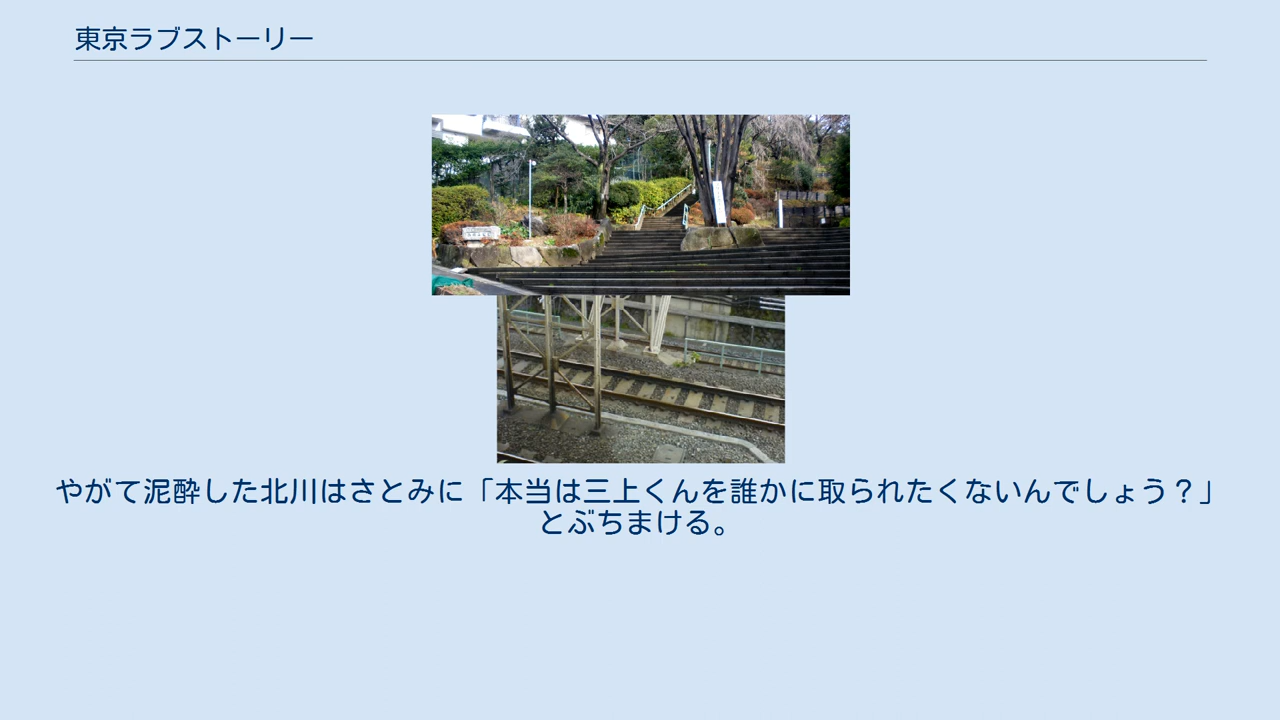 東京ラブストーリー
やがて泥酔した北川はさとみに「本当は三上くんを誰かに取られたくないんでしょう？」
とぶちまける。